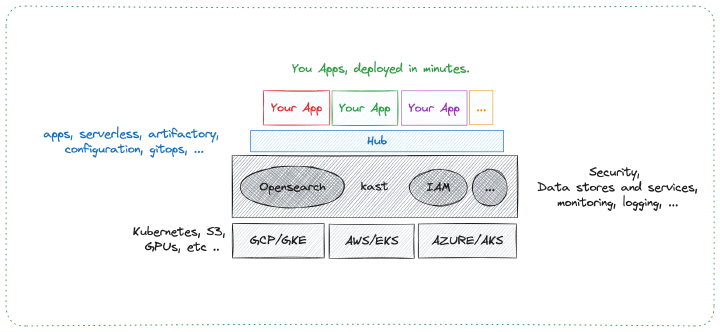 You Apps, deployed in minutes.
Your App
Your App
Your App
...
apps, serverless, artifactory,
configuration, gitops, ...
Hub
Opensearch
kast
IAM
...
Security,
Data stores and services,
monitoring, logging, ...
Kubernetes, S3,
GPUs, etc ..
GCP/GKE
AWS/EKS
AZURE/AKS